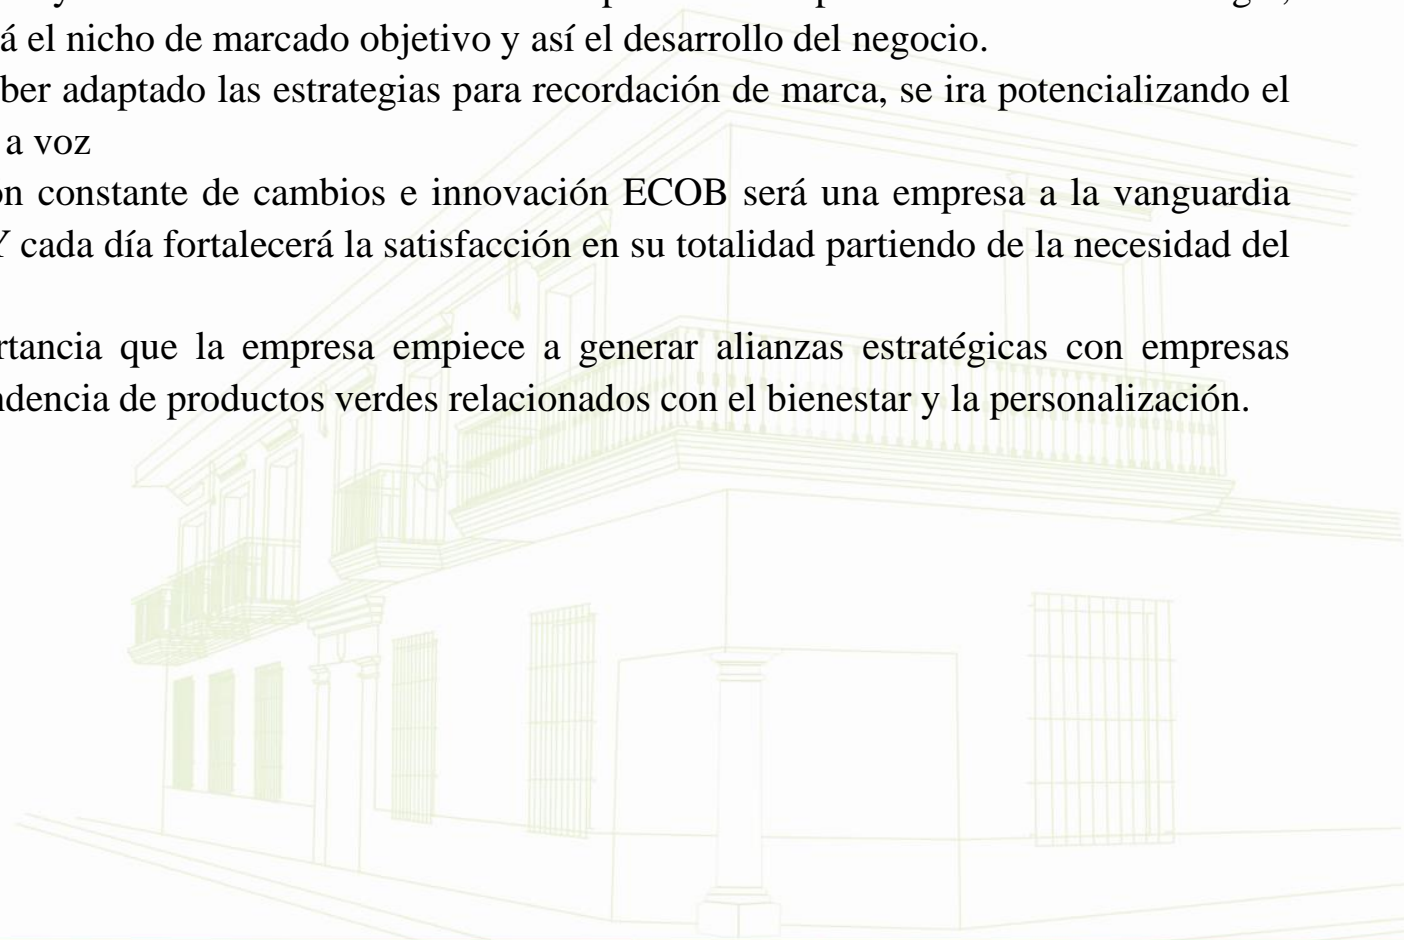 á el nicho de marcado objetivo y así el desarrollo del negocio.
ber adaptado las estrategias para recordación de marca, se ira potencializando el
a voz
ón constante de cambios e innovación ECOB será una empresa a la vanguardia
Y cada día fortalecerá la satisfacción en su totalidad partiendo de la necesidad del
rtancia que la empresa empiece a generar alianzas estratégicas con empresas
ndencia de productos verdes relacionados con el bienestar y la personalización.